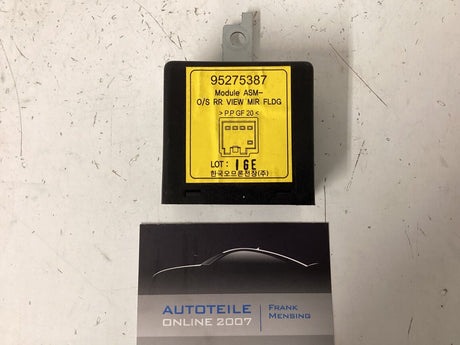 95275387
Module ASM-
O/S RR VIEW MIR FLDG
>P.P GF 20<
LOT: IGE
한국오므론전장(주)
AUTOTEILE
ONLINE 2007
FRANK
MENSING